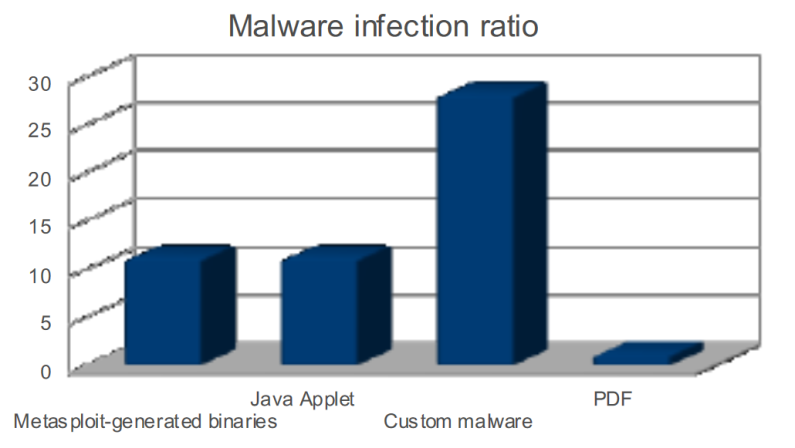 Malware infection ratio
30
25
20
15
10
5
0
Java Applet
PDF
Metasploit-generated binaries
Custom malware